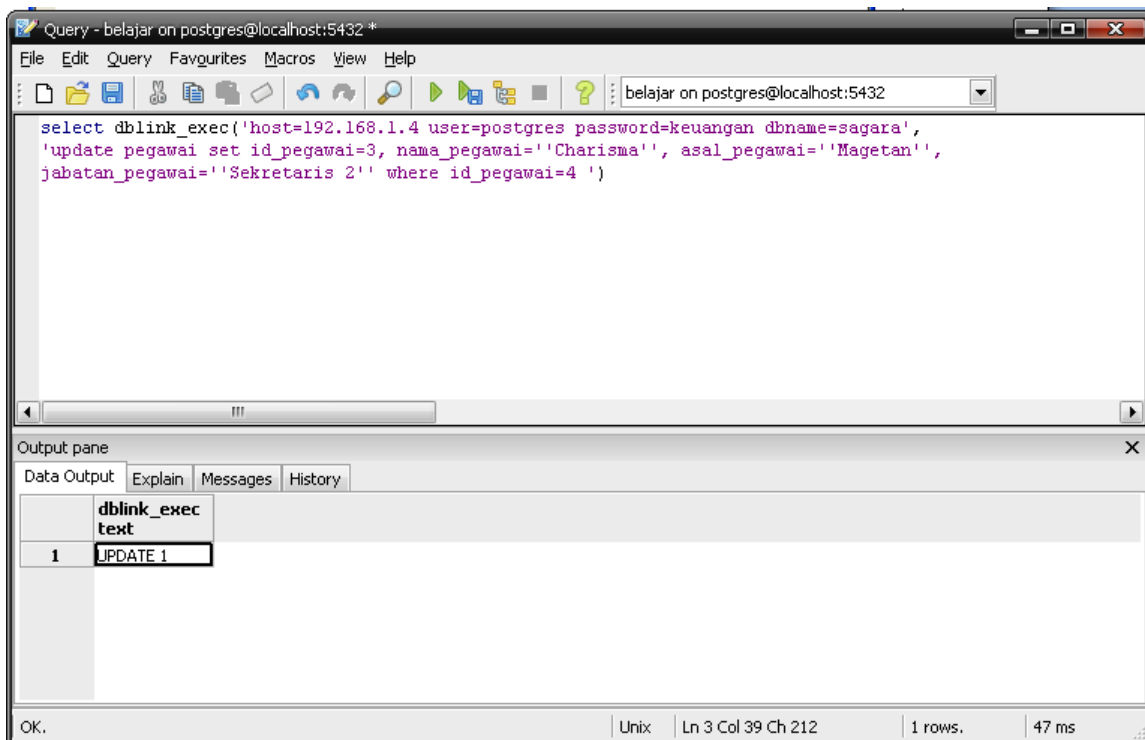 Query - belajar on postgres@localhost:5432 *
File Edit Query Favourites Macros View Help
belajar on postgres@localhost:5432
select dblink_exec('host=192.168.1.4 user=postgres password=keuangan dbname=sagara',
'update pegawai set id_pegawai=3, nama_pegawai=''Charisma'', asal_pegawai=''Magetan'',
jabatan_pegawai=''Sekretaris 2'' where id_pegawai=4 ')
Output pane
Data Output Explain Messages History
dblink_exec
text
1 UPDATE 1
OK. Unix Ln 3 Col 39 Ch 212 1 rows. 47 ms